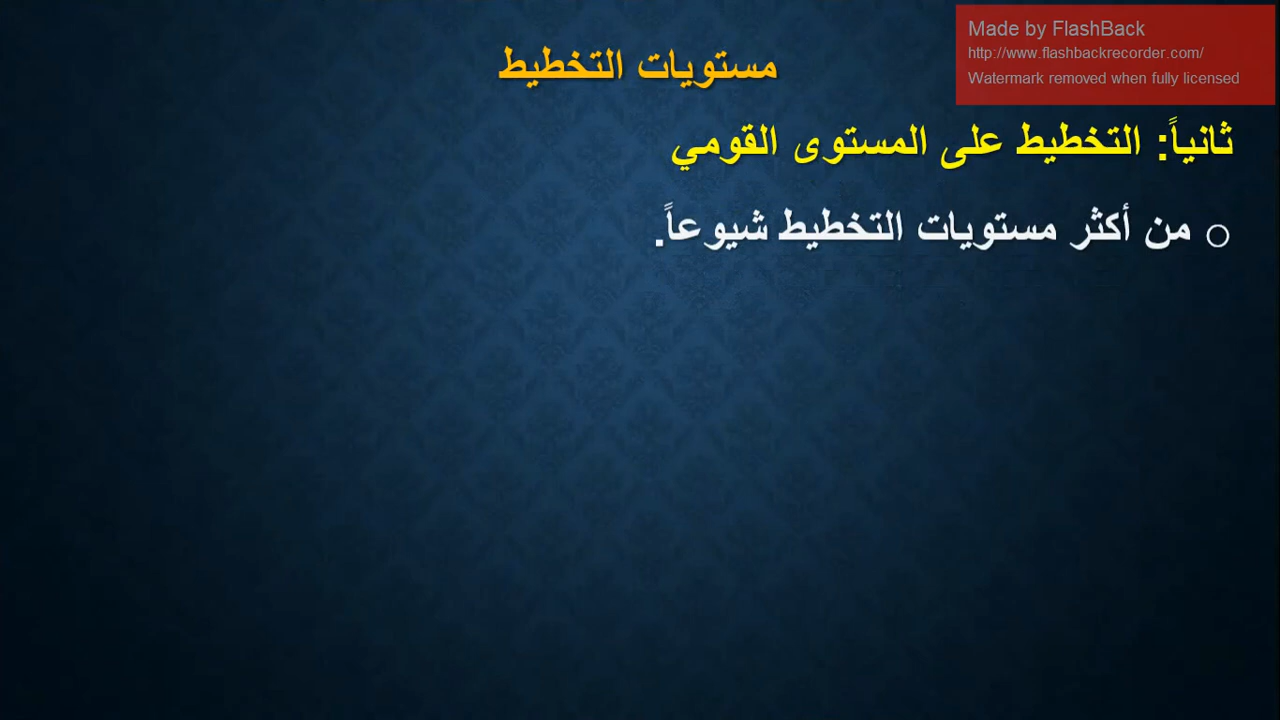 Made by FlashBack
http://www.flashbackrecorder.com/
Watermark removed when fully licensed
مستويات التخطيط
ثانياً: التخطيط على المستوى القومي
○ من أكثر مستويات التخطيط شيوعاً.